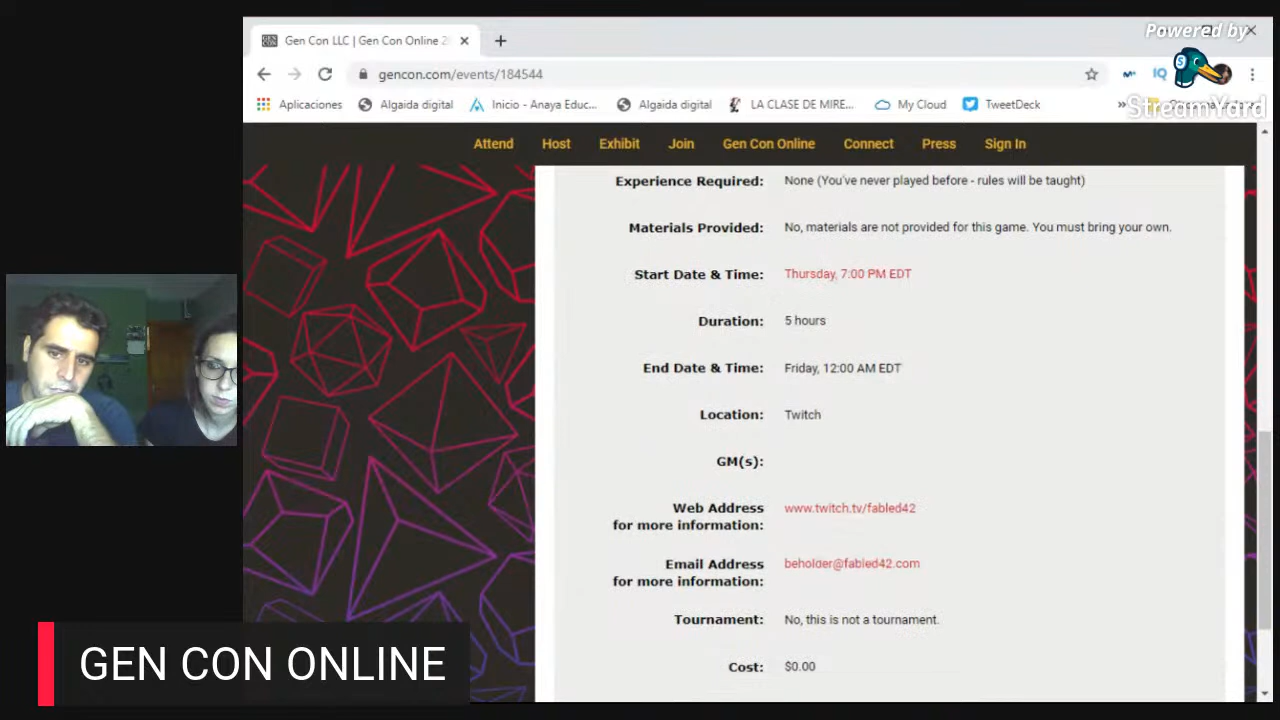 Powered by
StreamYard
GEN CON
Gen Con LLC | Gen Con Online 2
gencon.com/events/184544
IQ
Aplicaciones
Algaida digital
Inicio - Anaya Educ...
Algaida digital
LA CLASE DE MIRE...
My Cloud
TweetDeck
»
Attend Host Exhibit Join Gen Con Online Connect Press Sign In
Experience Required: None (You've never played before - rules will be taught)
Materials Provided: No, materials are not provided for this game. You must bring your own.
Start Date & Time: Thursday, 7:00 PM EDT
Duration: 5 hours
End Date & Time: Friday, 12:00 AM EDT
Location: Twitch
GM(s):
Web Address
for more information: www.twitch.tv/fabled42
Email Address
for more information: beholder@fabled42.com
Tournament: No, this is not a tournament.
Cost: $0.00
GEN CON ONLINE